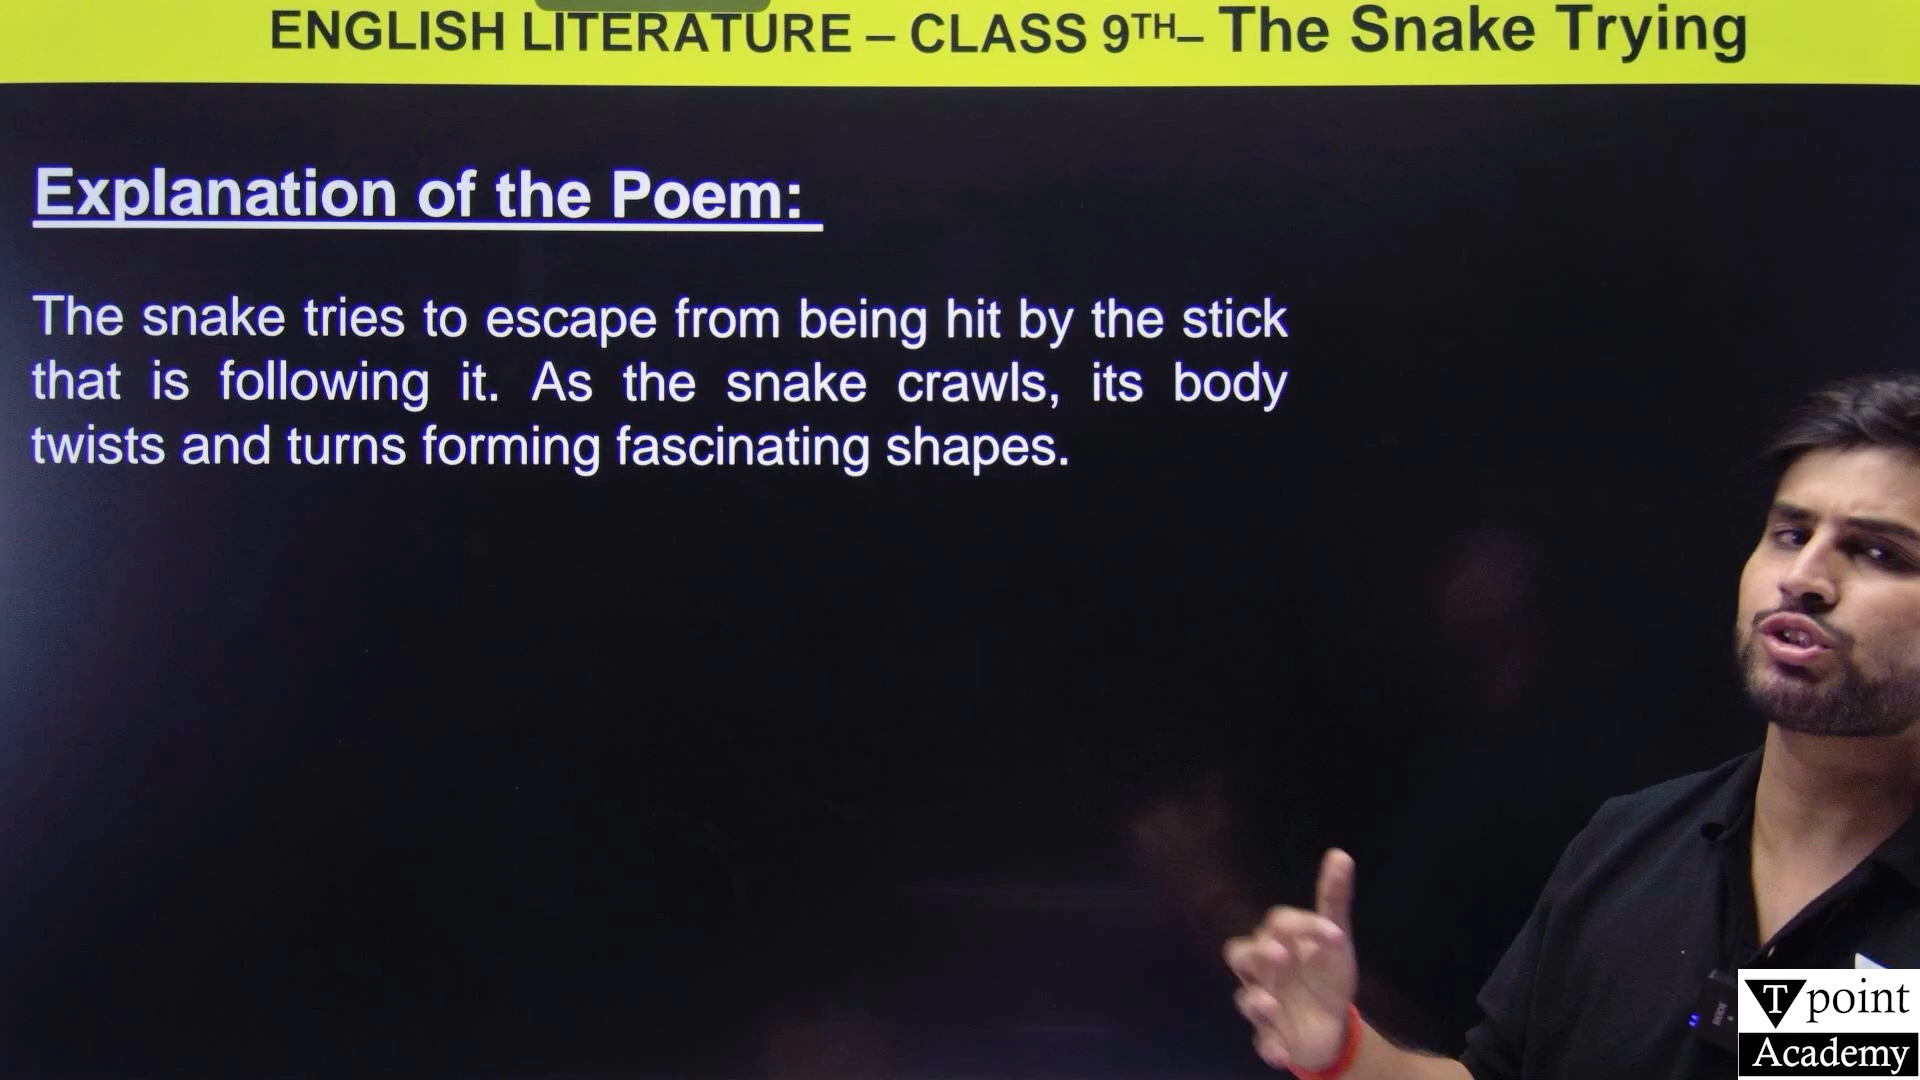 ENGLISH LITERATURE – CLASS 9TH– The Snake Trying
Explanation of the Poem:
The snake tries to escape from being hit by the stick
that is following it. As the snake crawls, its body
twists and turns forming fascinating shapes.
RODE
T point
Academy